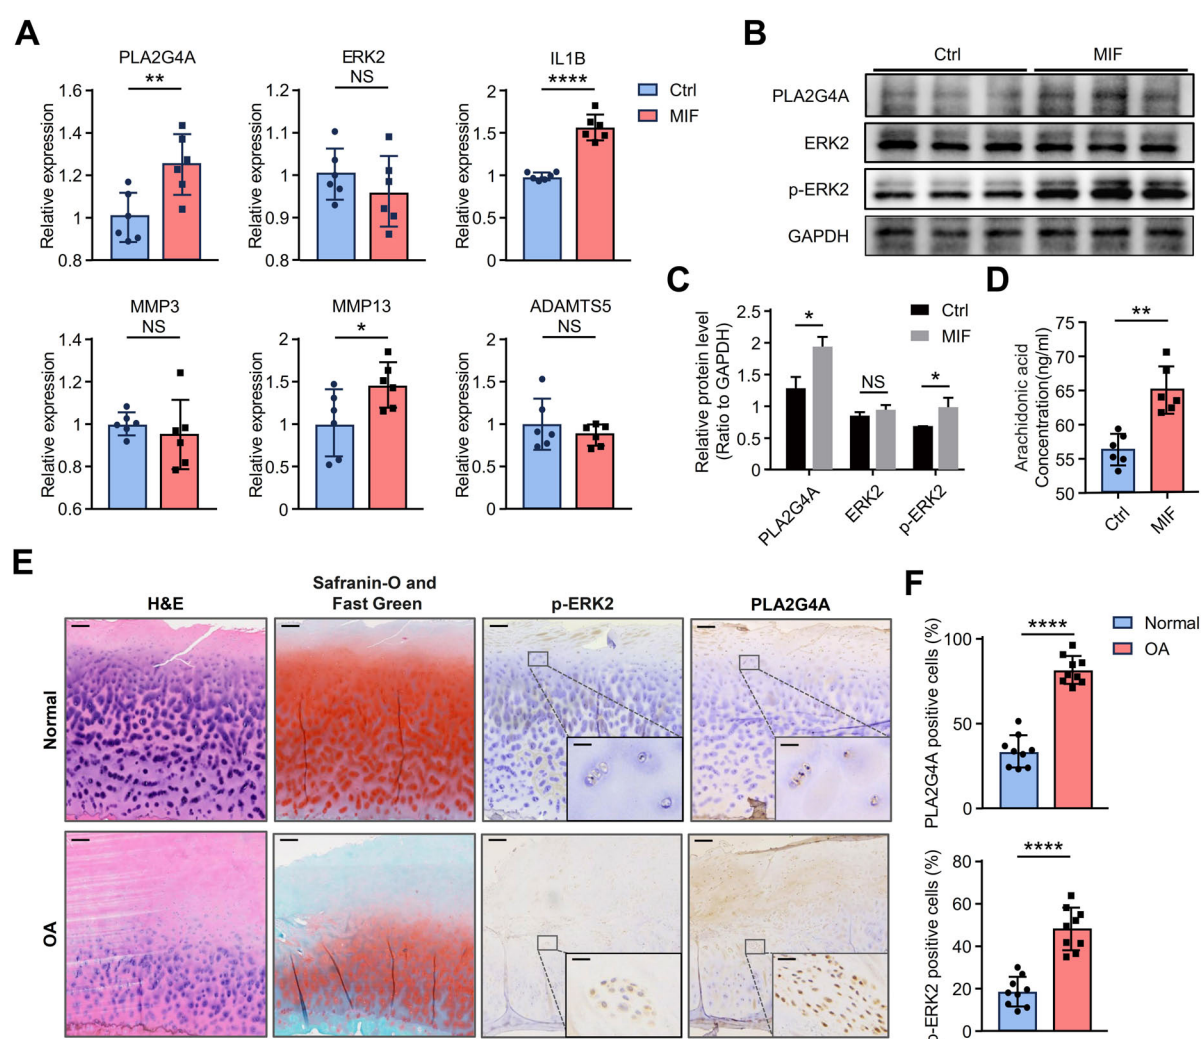 A
PLA2G4A
**
Relative expression
1.6
1.4
1.2
1
0.8
ERK2
NS
Relative expression
1.2
1.1
1
0.9
0.8
IL1B
****
Relative expression
2
1.5
1
0.5
0
Ctrl
MIF
MMP3
NS
Relative expression
1.4
1.2
1
0.8
0.6
MMP13
*
Relative expression
2
1.5
1
0.5
0
ADAMTS5
NS
Relative expression
2
1.5
1
0.5
0
B
Ctrl MIF
PLA2G4A
ERK2
p-ERK2
GAPDH
C
Relative protein level
(Ratio to GAPDH)
2.5
2
1.5
1
0.5
0
*
NS
*
Ctrl
MIF
PLA2G4A
ERK2
p-ERK2
D
**
Arachidonic acid
Concentration(ng/ml)
75
70
65
60
55
50
Ctrl
MIF
E
H&E
Safranin-O and
Fast Green
p-ERK2
PLA2G4A
Normal
OA
F
****
PLA2G4A positive cells (%)
100
50
0
Normal
OA
****
p-ERK2 positive cells (%)
80
60
40
20
0